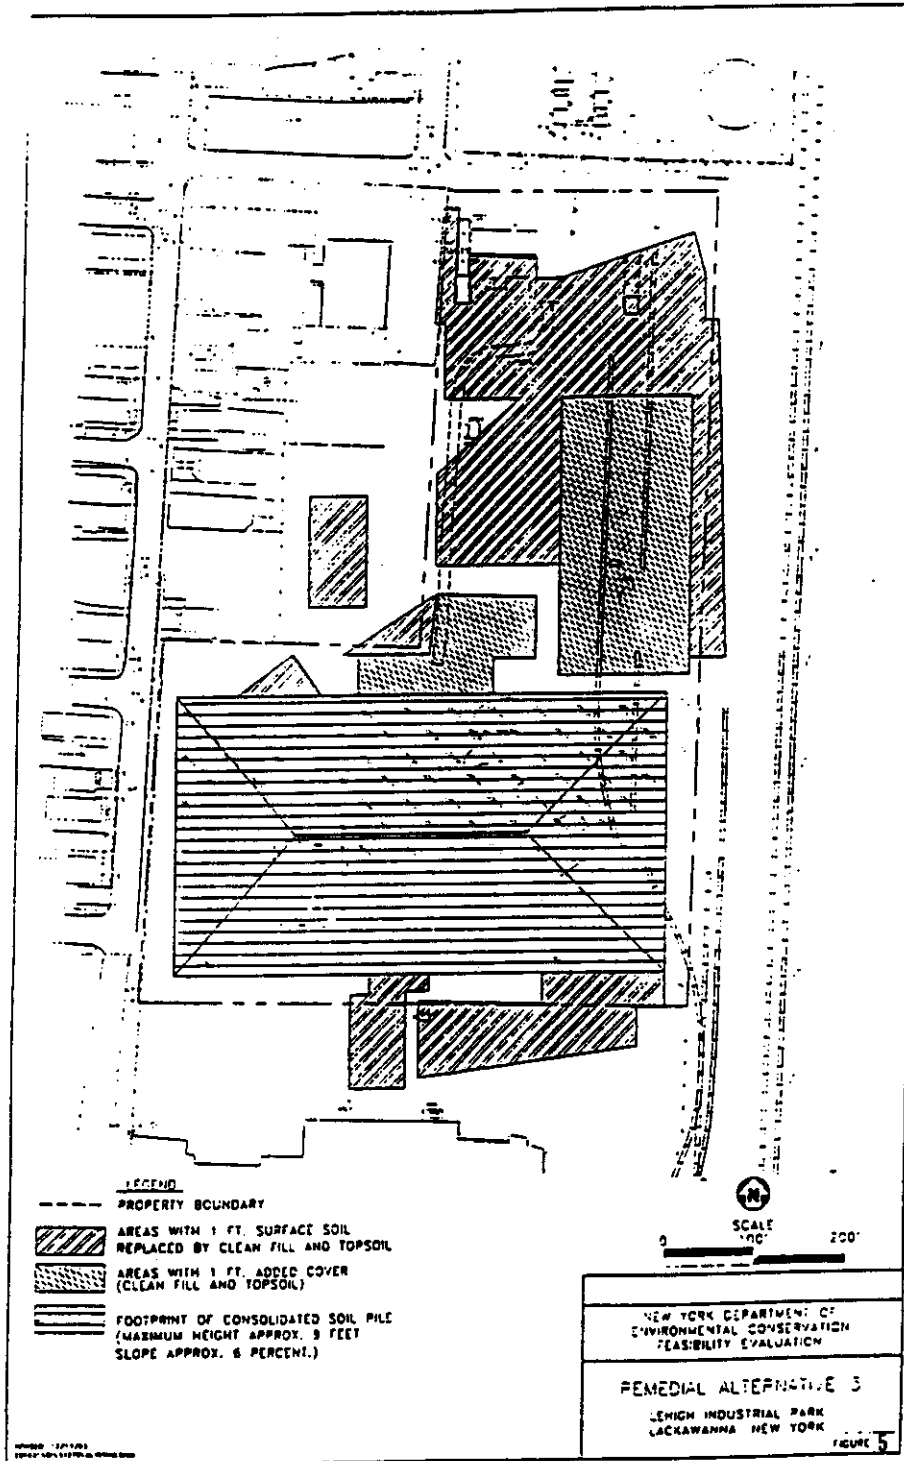 LEGEND
PROPERTY BOUNDARY
AREAS WITH 1 FT. SURFACE SOIL
REPLACED BY CLEAN FILL AND TOPSOIL
AREAS WITH 1 FT. ADDED COVER
(CLEAN FILL AND TOPSOIL)
FOOTPRINT OF CONSOLIDATED SOIL PILE
(MAXIMUM HEIGHT APPROX. 9 FEET
SLOPE APPROX. 6 PERCENT.)
N
SCALE
0 100' 200'
NEW YORK DEPARTMENT OF
ENVIRONMENTAL CONSERVATION
FEASIBILITY EVALUATION
REMEDIAL ALTERNATIVE 3
LEHIGH INDUSTRIAL PARK
LACKAWANNA NEW YORK
FIGURE 5